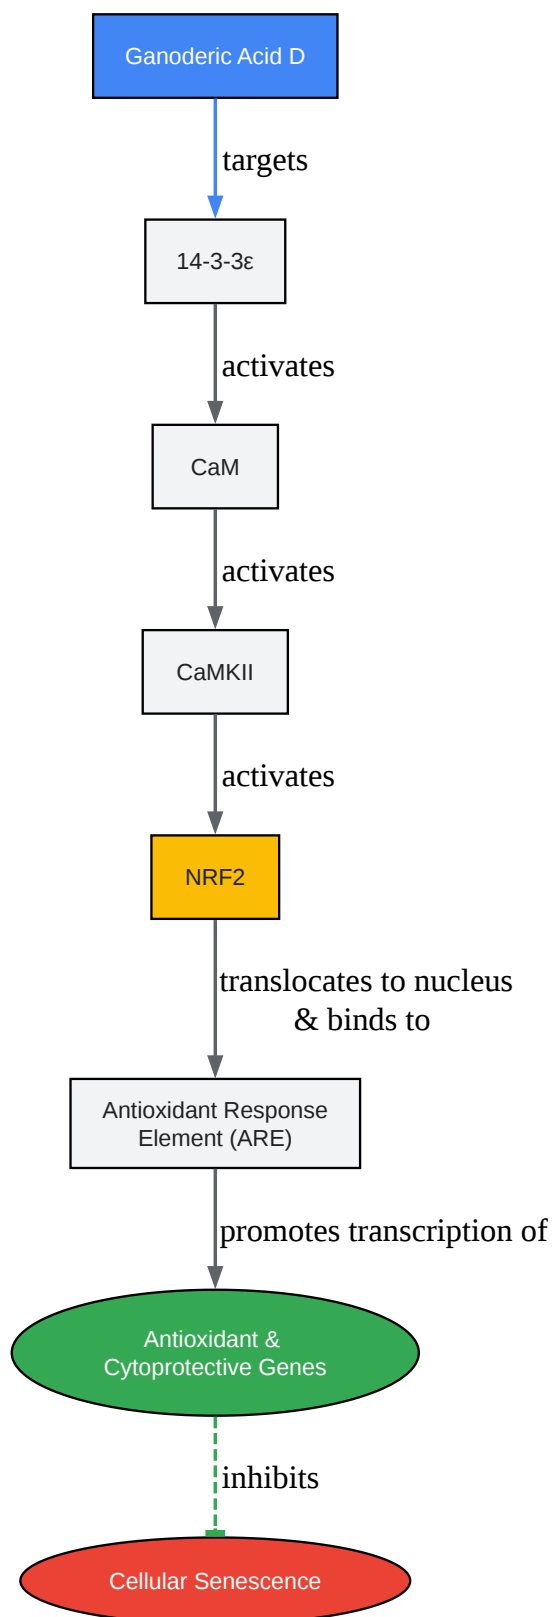 Ganoderic Acid D
targets
14-3-3ε
activates
CaM
activates
CaMKII
activates
NRF2
translocates to nucleus
& binds to
Antioxidant Response
Element (ARE)
promotes transcription of
Antioxidant &
Cytoprotective Genes
inhibits
Cellular Senescence